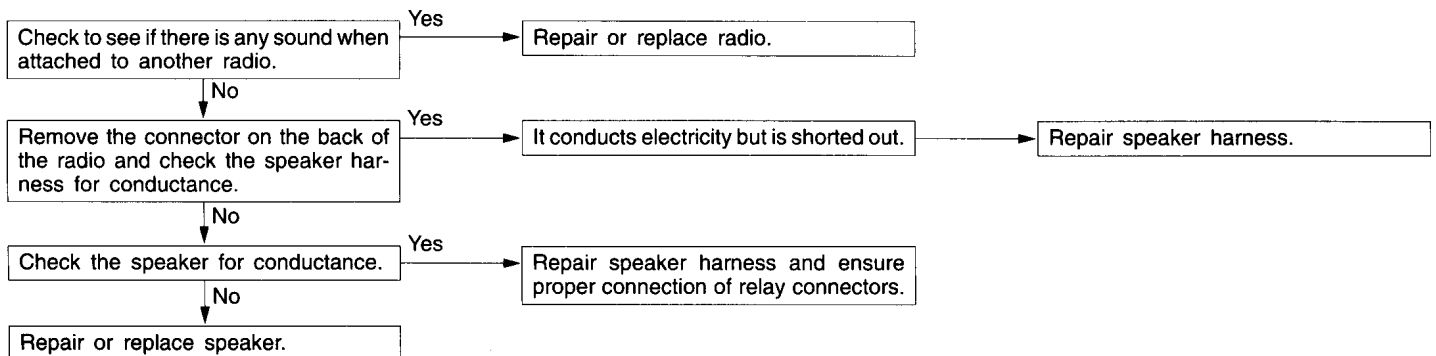 Check to see if there is any sound when
attached to another radio.
Yes
Repair or replace radio.
No
Remove the connector on the back of
the radio and check the speaker har-
ness for conductance.
Yes
It conducts electricity but is shorted out.
Repair speaker harness.
No
Check the speaker for conductance.
Yes
Repair speaker harness and ensure
proper connection of relay connectors.
No
Repair or replace speaker.